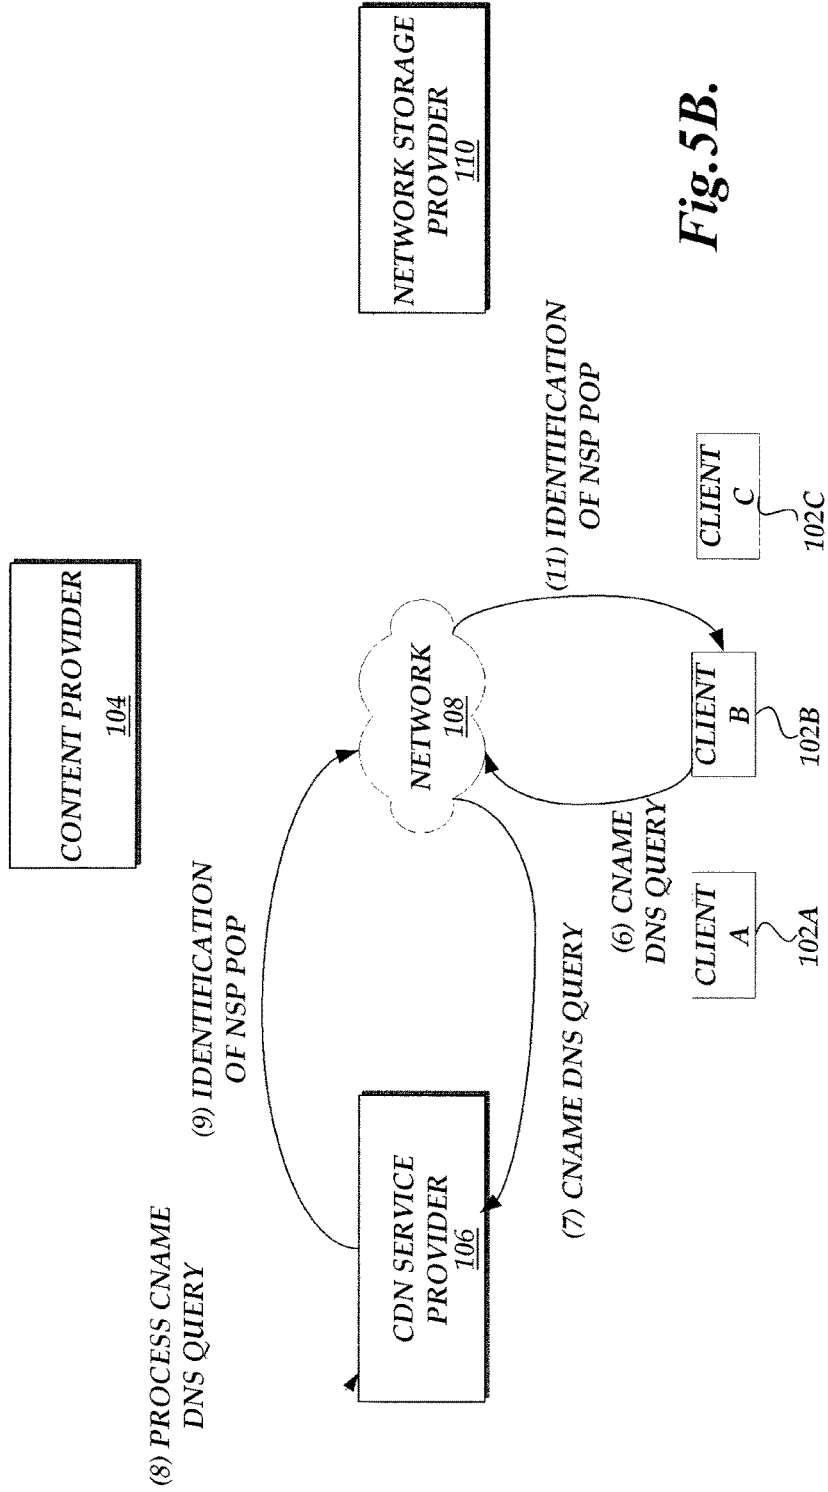 CONTENT PROVIDER
104
(8) PROCESS CNAME
DNS QUERY
(9) IDENTIFICATION
OF NSP POP
CDN SERVICE
PROVIDER
106
NETWORK
108
NETWORK STORAGE
PROVIDER
110
(7) CNAME DNS QUERY
(6) CNAME
DNS QUERY
(11) IDENTIFICATION
OF NSP POP
CLIENT
A
102A
CLIENT
B
102B
CLIENT
C
102C
Fig.5B.